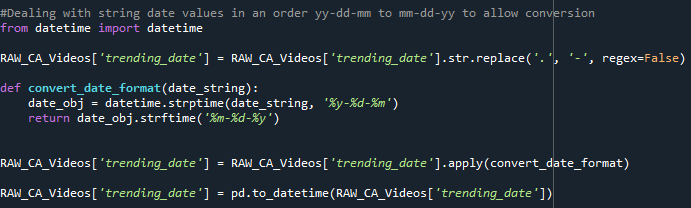 #Dealing with string date values in an order yy-dd-mm to mm-dd-yy to allow conversion
from datetime import datetime
RAW_CA_Videos['trending_date'] = RAW_CA_Videos['trending_date'].str.replace('.', '-', regex=False)
def convert_date_format(date_string):
    date_obj = datetime.strptime(date_string, '%y-%d-%m')
    return date_obj.strftime('%m-%d-%y')
RAW_CA_Videos['trending_date'] = RAW_CA_Videos['trending_date'].apply(convert_date_format)
RAW_CA_Videos['trending_date'] = pd.to_datetime(RAW_CA_Videos['trending_date'])